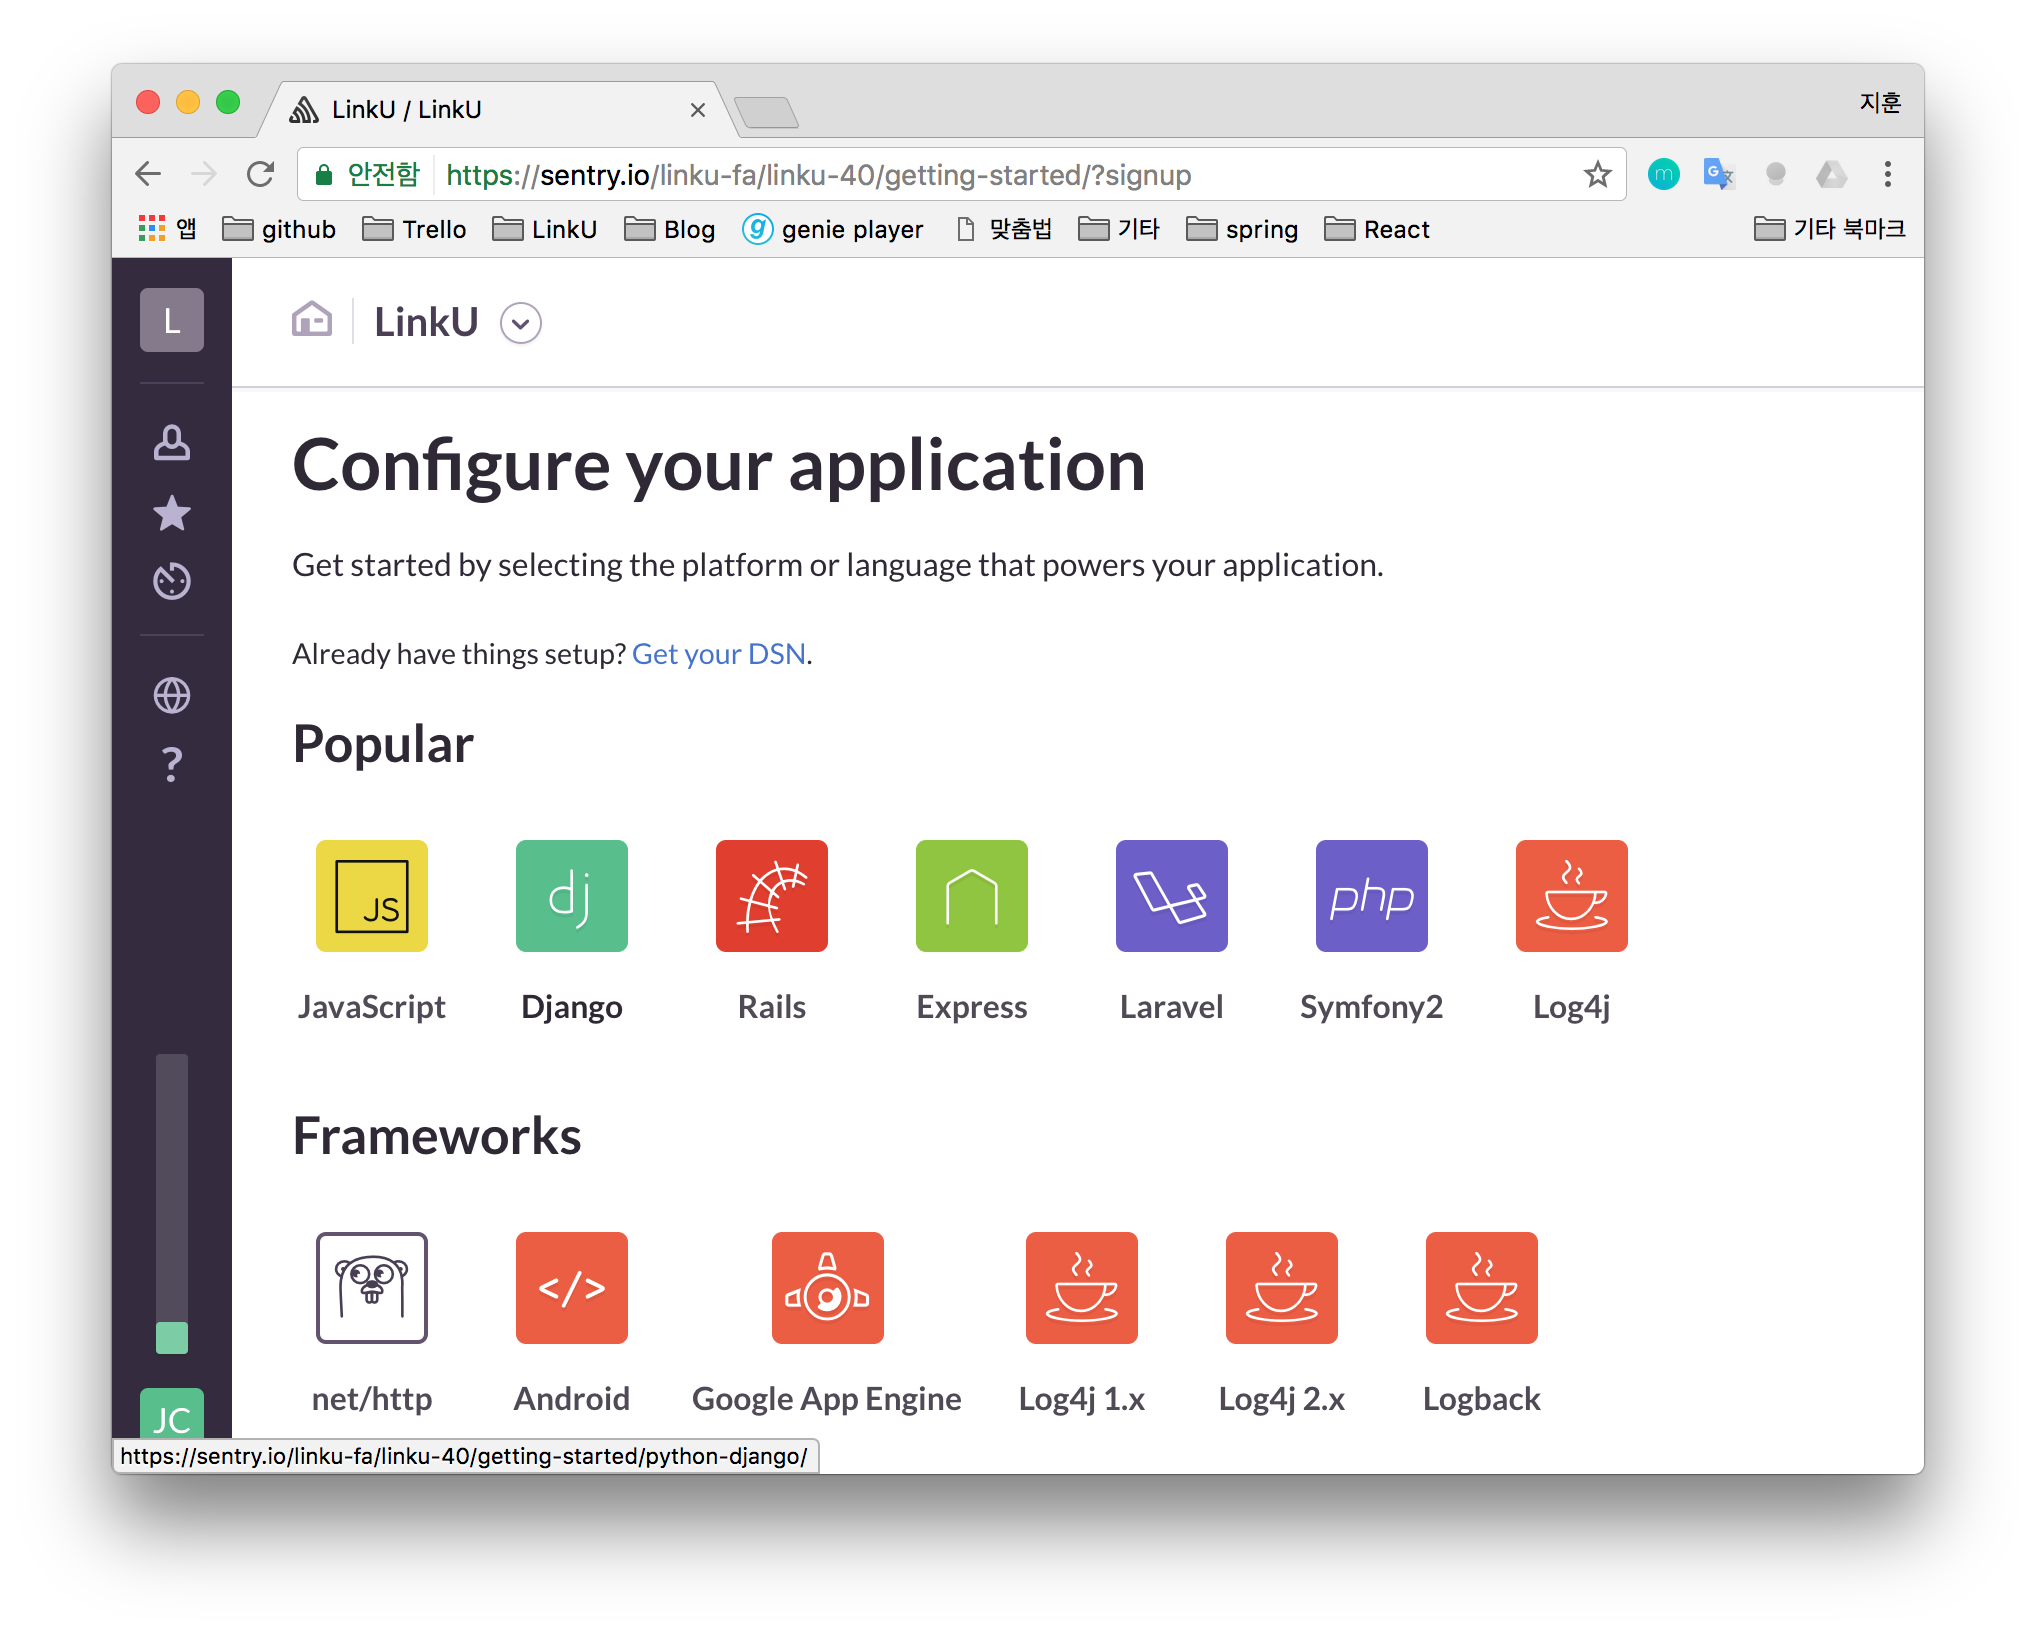 LinkU / LinkU
지훈
안전함 https://sentry.io/linku-fa/linku-40/getting-started/?signup
앱 github Trello LinkU Blog genie player 맞춤법 기타 spring React 기타 북마크
L
LinkU
Configure your application
Get started by selecting the platform or language that powers your application.
Already have things setup? Get your DSN.
?
Popular
JS dj php
JavaScript Django Rails Express Laravel Symfony2 Log4j
Frameworks
</>
net/http Android Google App Engine Log4j 1.x Log4j 2.x Logback
JC
https://sentry.io/linku-fa/linku-40/getting-started/python-django/